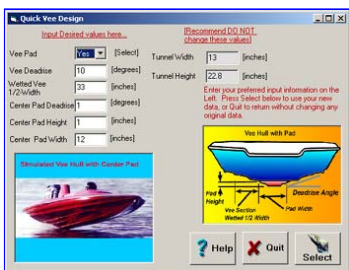 Quick Vee Design
Input Desired values here...
[Recommend DO NOT
change these values]
Vee Pad Yes [Select]
Tunnel Width 13 [inches]
Vee Deadrise 10 [degrees]
Tunnel Height 22.8 [inches]
Wetted Vee
1/2-Width 33 [inches]
Center Pad Deadrise 1 [degrees]
Center Pad Height 1 [inches]
Center Pad Width 12 [inches]
Enter your preferred input information on the
Left. Press Select below to use your new
data, or Quit to return without changing any
original data.
Simulated Vee Hull with Center Pad
Vee Hull with Pad
Pad
Height
Deadrise Angle
Vee Section
Wetted 1/2 Width
Pad Width
Help
Quit
Select